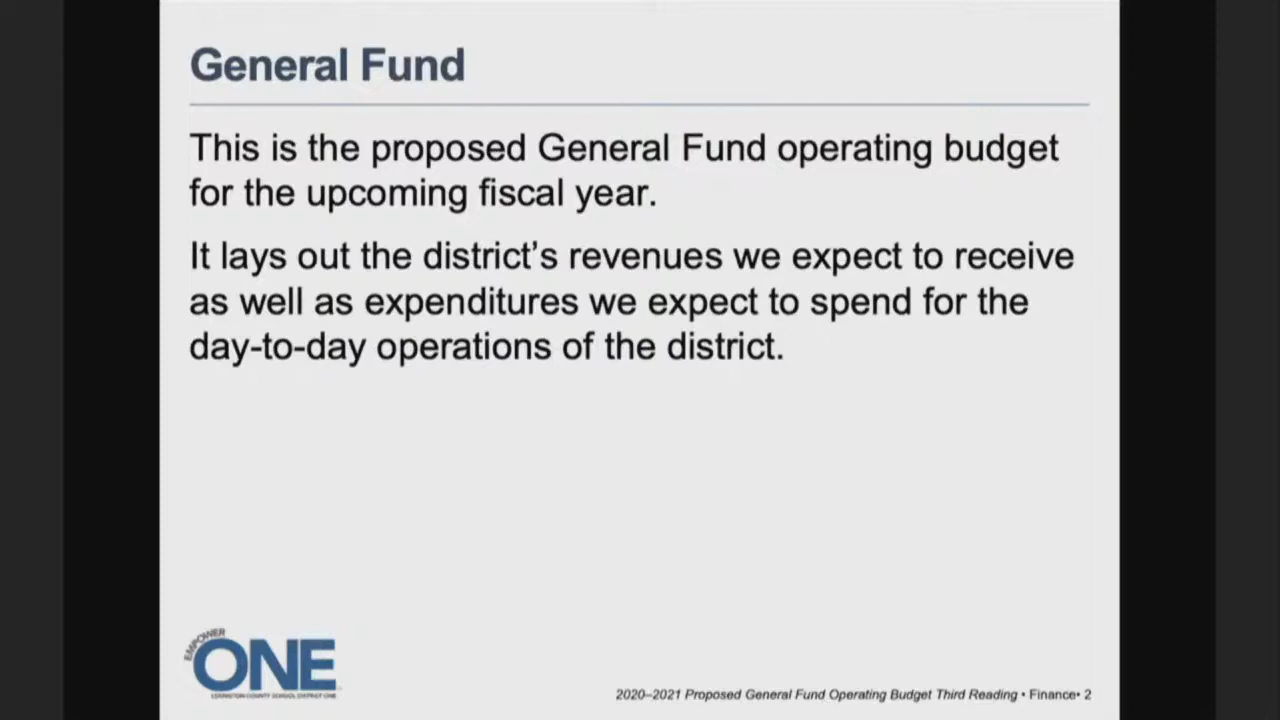 General Fund
This is the proposed General Fund operating budget
for the upcoming fiscal year.
It lays out the district’s revenues we expect to receive
as well as expenditures we expect to spend for the
day-to-day operations of the district.
EMPOWER
ONE
LEXINGTON COUNTY SCHOOL DISTRICT ONE
2020–2021 Proposed General Fund Operating Budget Third Reading • Finance• 2